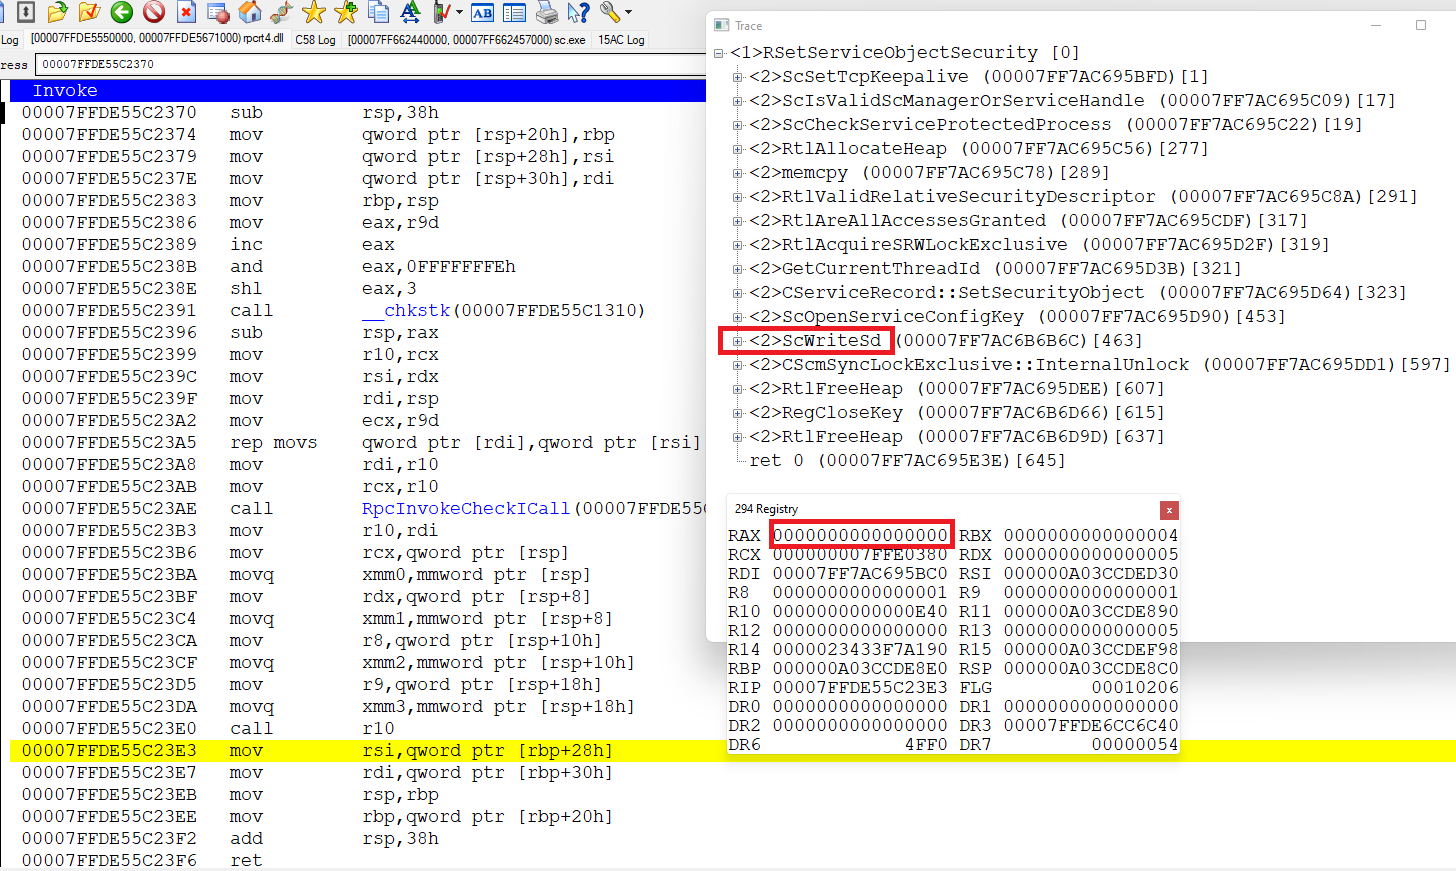 AB
Log [00007FFDE5550000, 00007FFDE5671000) rpcrt4.dll C58 Log [00007FF662440000, 00007FF662457000) sc.exe 15AC Log
ress 00007FFDE55C2370
Invoke
00007FFDE55C2370 sub rsp,38h
00007FFDE55C2374 mov qword ptr [rsp+20h],rbp
00007FFDE55C2379 mov qword ptr [rsp+28h],rsi
00007FFDE55C237E mov qword ptr [rsp+30h],rdi
00007FFDE55C2383 mov rbp,rsp
00007FFDE55C2386 mov eax,r9d
00007FFDE55C2389 inc eax
00007FFDE55C238B and eax,0FFFFFFFEh
00007FFDE55C238E shl eax,3
00007FFDE55C2391 call __chkstk(00007FFDE55C1310)
00007FFDE55C2396 sub rsp,rax
00007FFDE55C2399 mov r10,rcx
00007FFDE55C239C mov rsi,rdx
00007FFDE55C239F mov rdi,rsp
00007FFDE55C23A2 mov ecx,r9d
00007FFDE55C23A5 rep movs qword ptr [rdi],qword ptr [rsi]
00007FFDE55C23A8 mov rdi,r10
00007FFDE55C23AB mov rcx,r10
00007FFDE55C23AE call RpcInvokeCheckICall(00007FFDE55C
00007FFDE55C23B3 mov r10,rdi
00007FFDE55C23B6 mov rcx,qword ptr [rsp]
00007FFDE55C23BA movq xmm0,mmword ptr [rsp]
00007FFDE55C23BF mov rdx,qword ptr [rsp+8]
00007FFDE55C23C4 movq xmm1,mmword ptr [rsp+8]
00007FFDE55C23CA mov r8,qword ptr [rsp+10h]
00007FFDE55C23CF movq xmm2,mmword ptr [rsp+10h]
00007FFDE55C23D5 mov r9,qword ptr [rsp+18h]
00007FFDE55C23DA movq xmm3,mmword ptr [rsp+18h]
00007FFDE55C23E0 call r10
00007FFDE55C23E3 mov rsi,qword ptr [rbp+28h]
00007FFDE55C23E7 mov rdi,qword ptr [rbp+30h]
00007FFDE55C23EB mov rsp,rbp
00007FFDE55C23EE mov rbp,qword ptr [rbp+20h]
00007FFDE55C23F2 add rsp,38h
00007FFDE55C23F6 ret
Trace
<1>RSetServiceObjectSecurity [0]
<2>ScSetTcpKeepalive (00007FF7AC695BFD)[1]
<2>ScIsValidScManagerOrServiceHandle (00007FF7AC695C09)[17]
<2>ScCheckServiceProtectedProcess (00007FF7AC695C22)[19]
<2>RtlAllocateHeap (00007FF7AC695C56)[277]
<2>memcpy (00007FF7AC695C78)[289]
<2>RtlValidRelativeSecurityDescriptor (00007FF7AC695C8A)[291]
<2>RtlAreAllAccessesGranted (00007FF7AC695CDF)[317]
<2>RtlAcquireSRWLockExclusive (00007FF7AC695D2F)[319]
<2>GetCurrentThreadId (00007FF7AC695D3B)[321]
<2>CServiceRecord::SetSecurityObject (00007FF7AC695D64)[323]
<2>ScOpenServiceConfigKey (00007FF7AC695D90)[453]
<2>ScWriteSd (00007FF7AC6B6B6C)[463]
<2>CScmSyncLockExclusive::InternalUnlock (00007FF7AC695DD1)[597]
<2>RtlFreeHeap (00007FF7AC695DEE)[607]
<2>RegCloseKey (00007FF7AC6B6D66)[615]
<2>RtlFreeHeap (00007FF7AC6B6D9D)[637]
ret 0 (00007FF7AC695E3E)[645]
294 Registry x
RAX 0000000000000000 RBX 0000000000000004
RCX 000000007FFE0380 RDX 0000000000000005
RDI 00007FF7AC695BC0 RSI 000000A03CCDED30
R8 0000000000000001 R9 0000000000000001
R10 0000000000000E40 R11 000000A03CCDE890
R12 0000000000000000 R13 0000000000000005
R14 0000023433F7A190 R15 000000A03CCDEF98
RBP 000000A03CCDE8E0 RSP 000000A03CCDE8C0
RIP 00007FFDE55C23E3 FLG 00010206
DR0 0000000000000000 DR1 0000000000000000
DR2 0000000000000000 DR3 00007FFDE6CC6C40
DR6 4FF0 DR7 00000054